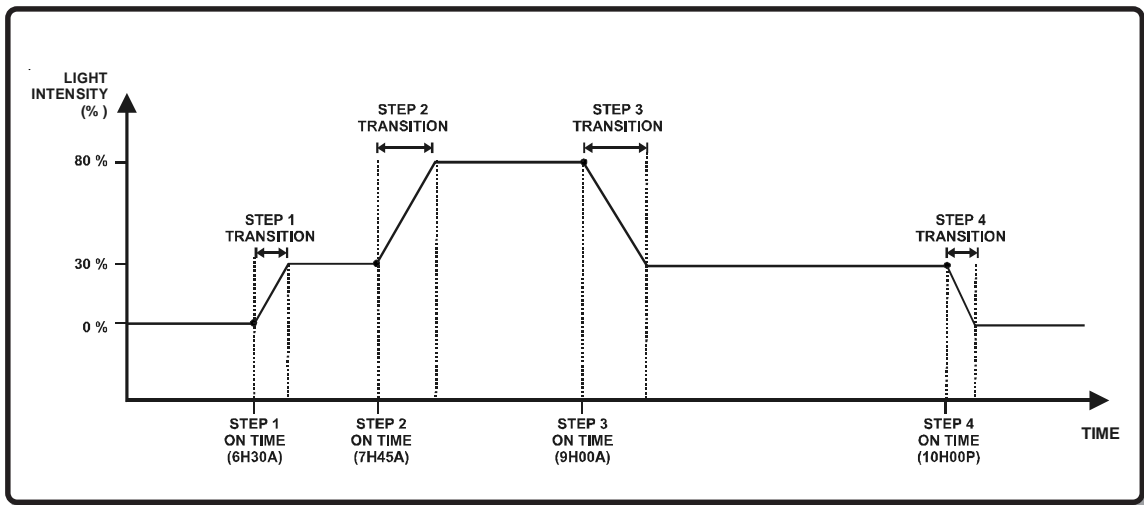 LIGHT
INTENSITY
(% )
STEP 2
TRANSITION
STEP 3
TRANSITION
80 %
STEP 1
TRANSITION
STEP 4
TRANSITION
30 %
0 %
STEP 1
ON TIME
(6H30A)
STEP 2
ON TIME
(7H45A)
STEP 3
ON TIME
(9H00A)
STEP 4
ON TIME
(10H00P)
TIME